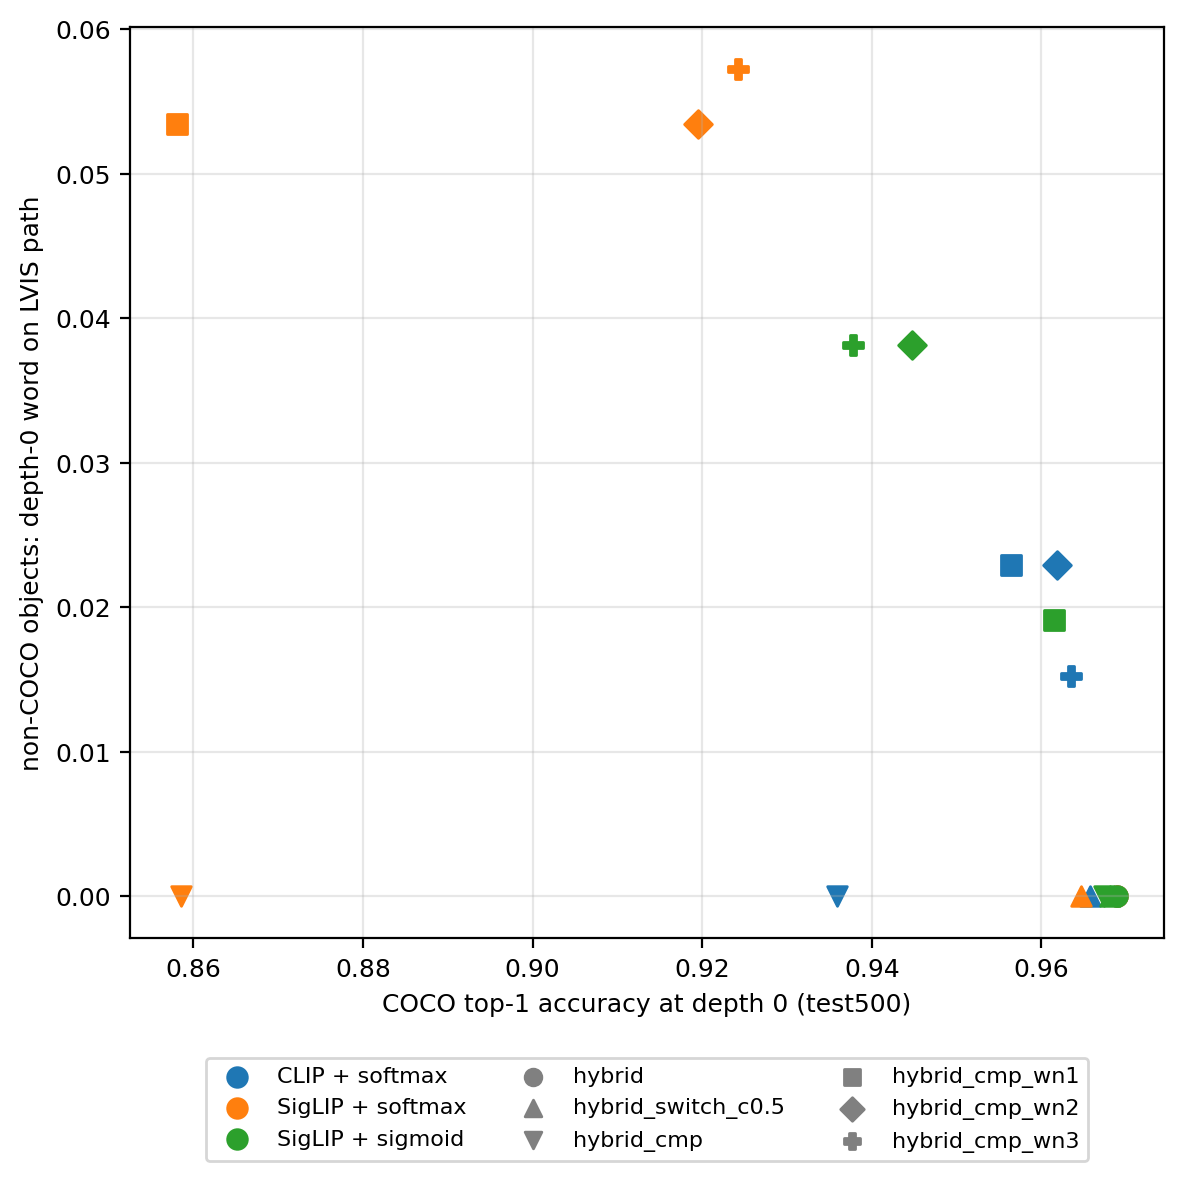 0.06
0.05
0.04
0.03
0.02
0.01
0.00
non-COCO objects: depth-0 word on LVIS path
0.86 0.88 0.90 0.92 0.94 0.96
COCO top-1 accuracy at depth 0 (test500)
CLIP + softmax hybrid hybrid_cmp_wn1
SigLIP + softmax hybrid_switch_c0.5 hybrid_cmp_wn2
SigLIP + sigmoid hybrid_cmp hybrid_cmp_wn3